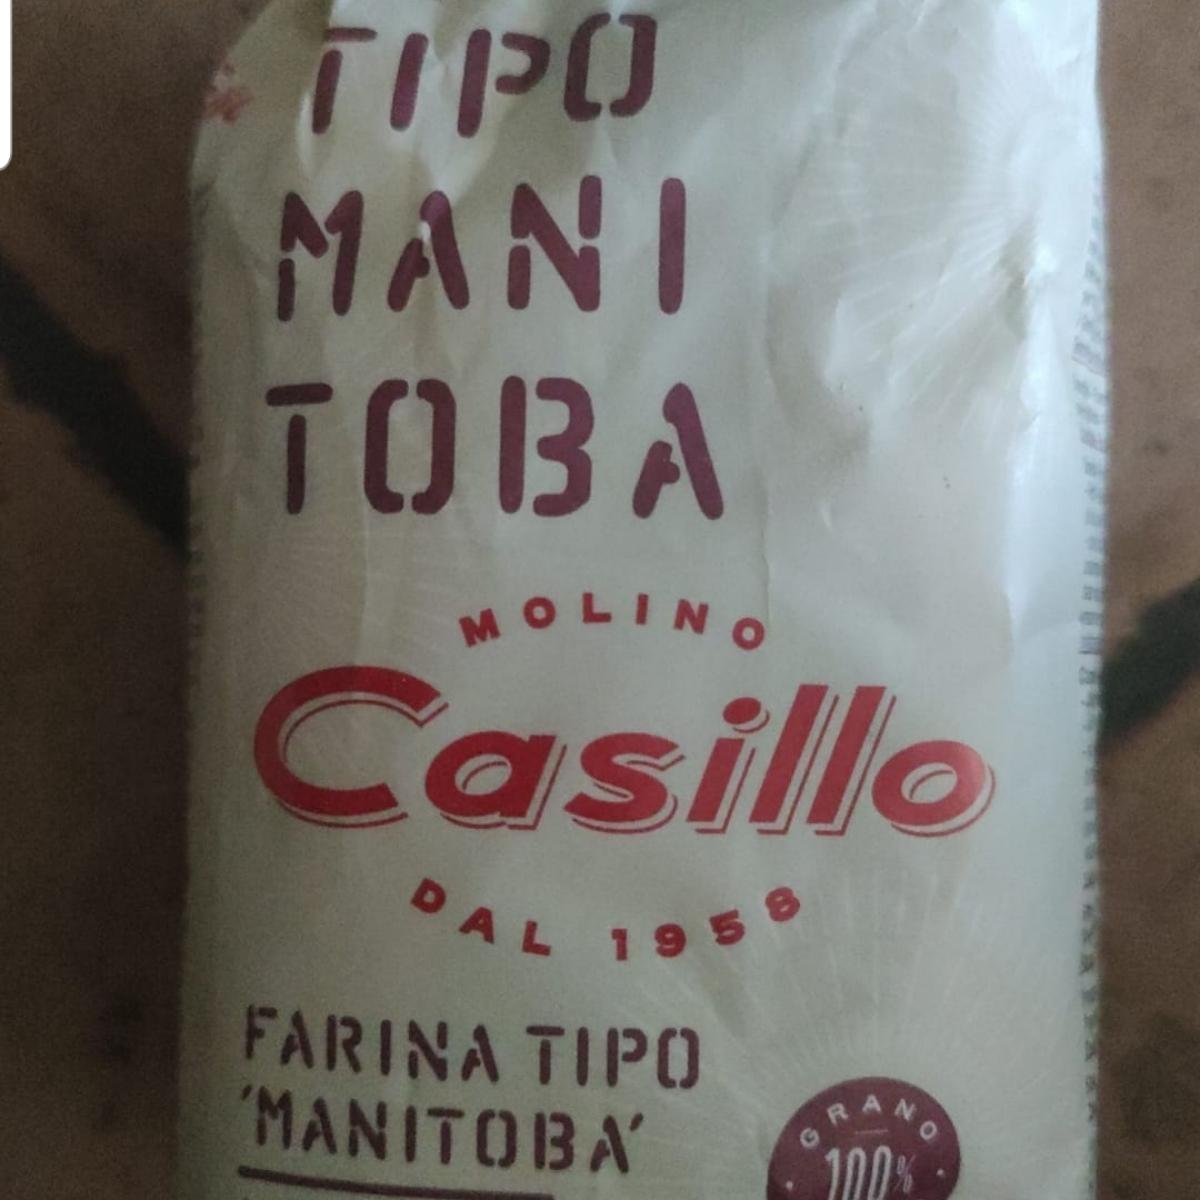 TIPO
MANI
TOBA
MOLINO
Casillo
DAL 1958
FARINA TIPO
'MANITOBA'
GRANO
100%